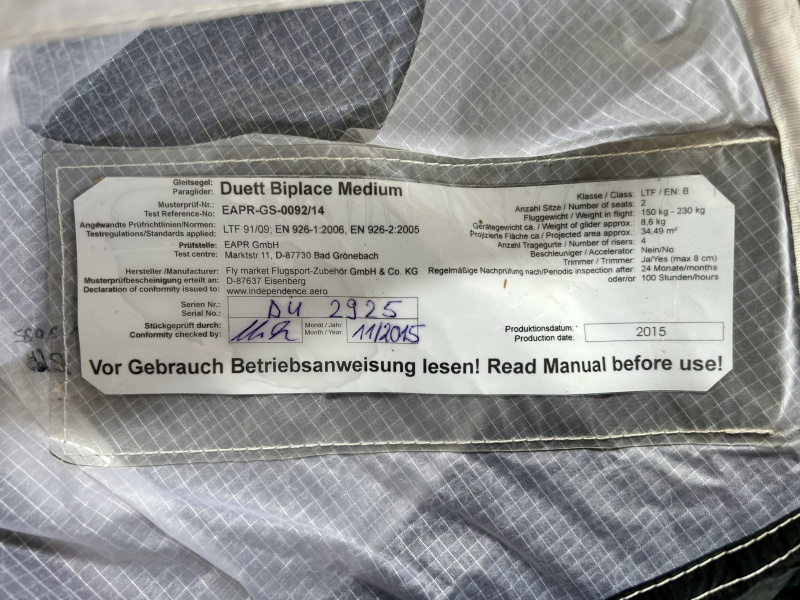 Gleitsegel:
Paraglider: Duett Biplace Medium
Musterprüf-Nr.:
Test Reference-No: EAPR-GS-0092/14
Angewandte Prüfrichtlinien/Normen:
Testregulations/Standards applied: LTF 91/09; EN 926-1:2006, EN 926-2:2005
Prüfstelle: EAPR GmbH
Test centre: Marktstr 11, D-87730 Bad Grönebach
Hersteller /Manufacturer: Fly market Flugsport-Zubehör GmbH & Co. KG
Musterprüfbescheinigung erteilt an: D-87637 Eisenberg
Declaration of conformity issued to: www.independence.aero
Serien Nr.:
Serial No.: DU 2925
Stückgeprüft durch: Monat / Jahr:
Conformity checked by: Month / Year: 11/2015
Klasse / Class: LTF / EN: B
Anzahl Sitze / Number of seats: 2
Fluggewicht / Weight in flight: 150 kg - 230 kg
Gerätegewicht ca. / Weight of glider approx.: 8,6 kg
Projizierte Fläche ca / Projected area approx.: 34,49 m²
Anzahl Tragegurte / Number of risers: 4
Beschleuniger / Accelerator: Nein/No
Trimmer / Trimmer: Ja/Yes (max 8 cm)
Regelmäßige Nachprüfung nach/Periodic inspection after: 24 Monate/months
oder/or 100 Stunden/hours
Produktionsdatum:
Production date: 2015
Vor Gebrauch Betriebsanweisung lesen! Read Manual before use!